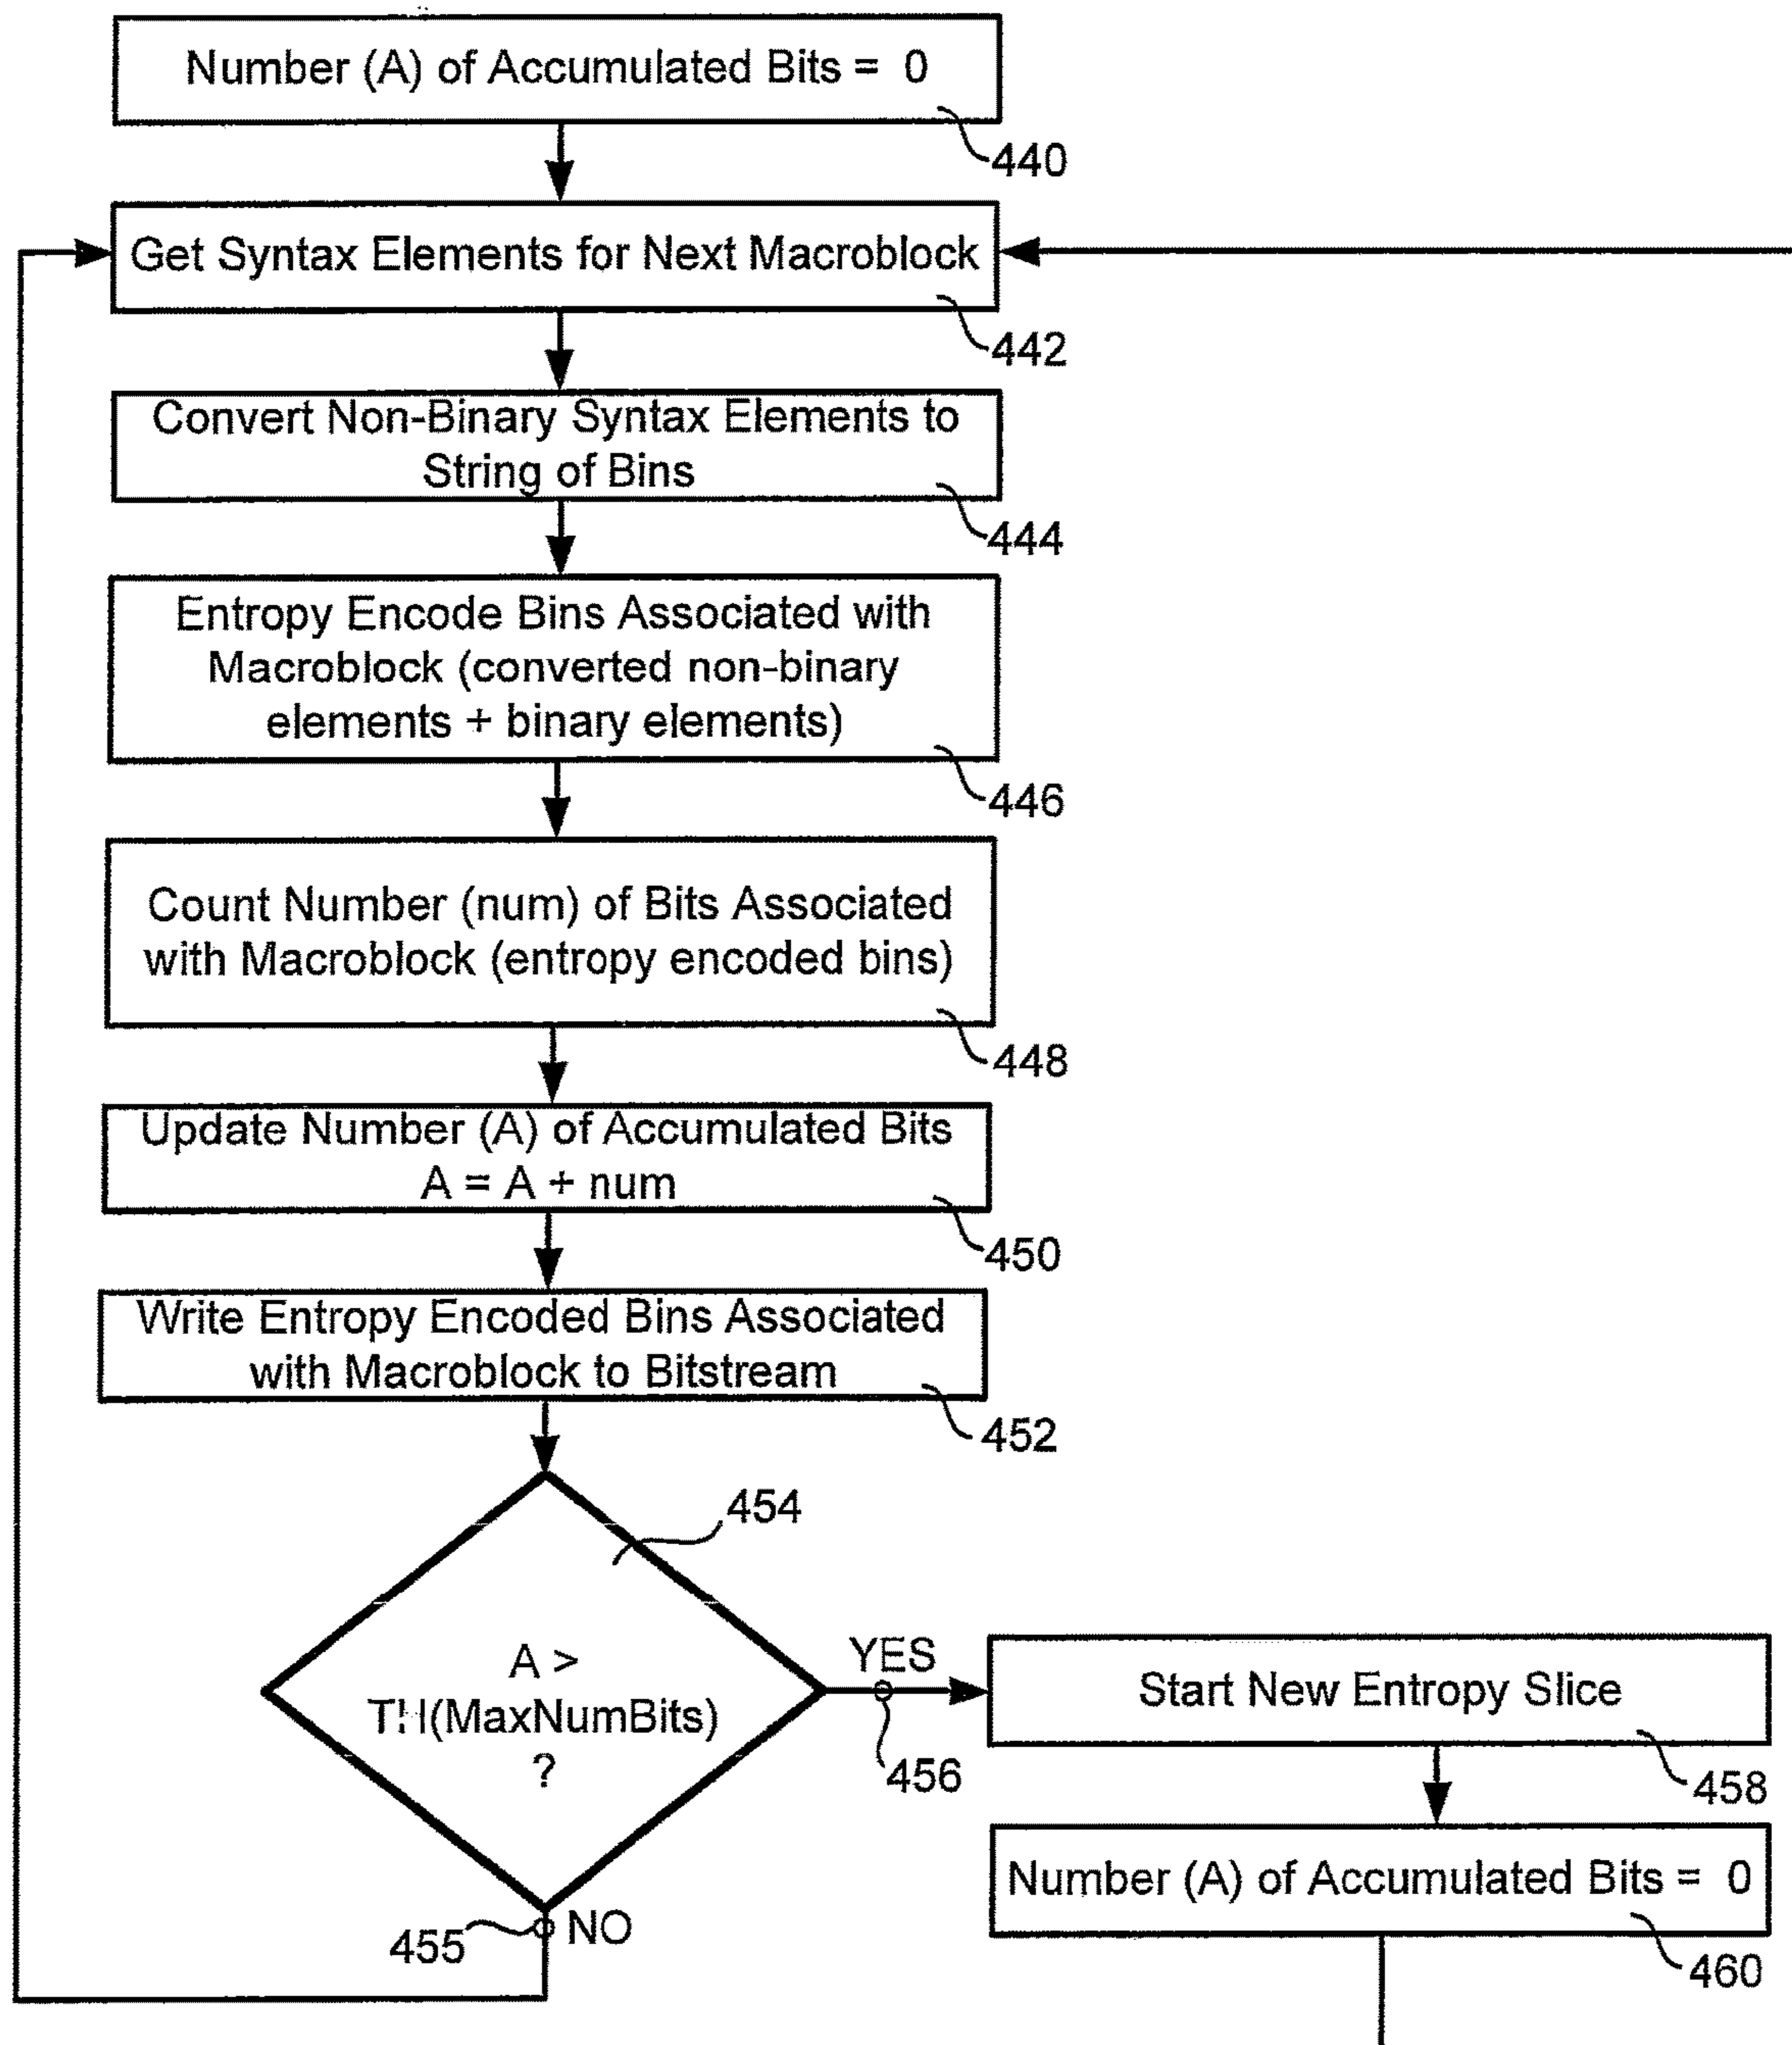 Number (A) of Accumulated Bits = 0
440
Get Syntax Elements for Next Macroblock
442
Convert Non-Binary Syntax Elements to
String of Bins
444
Entropy Encode Bins Associated with
Macroblock (converted non-binary
elements + binary elements)
446
Count Number (num) of Bits Associated
with Macroblock (entropy encoded bins)
448
Update Number (A) of Accumulated Bits
A = A + num
450
Write Entropy Encoded Bins Associated
with Macroblock to Bitstream
452
454
A >
TH(MaxNumBits)
?
YES
456
Start New Entropy Slice
458
Number (A) of Accumulated Bits = 0
460
455
NO